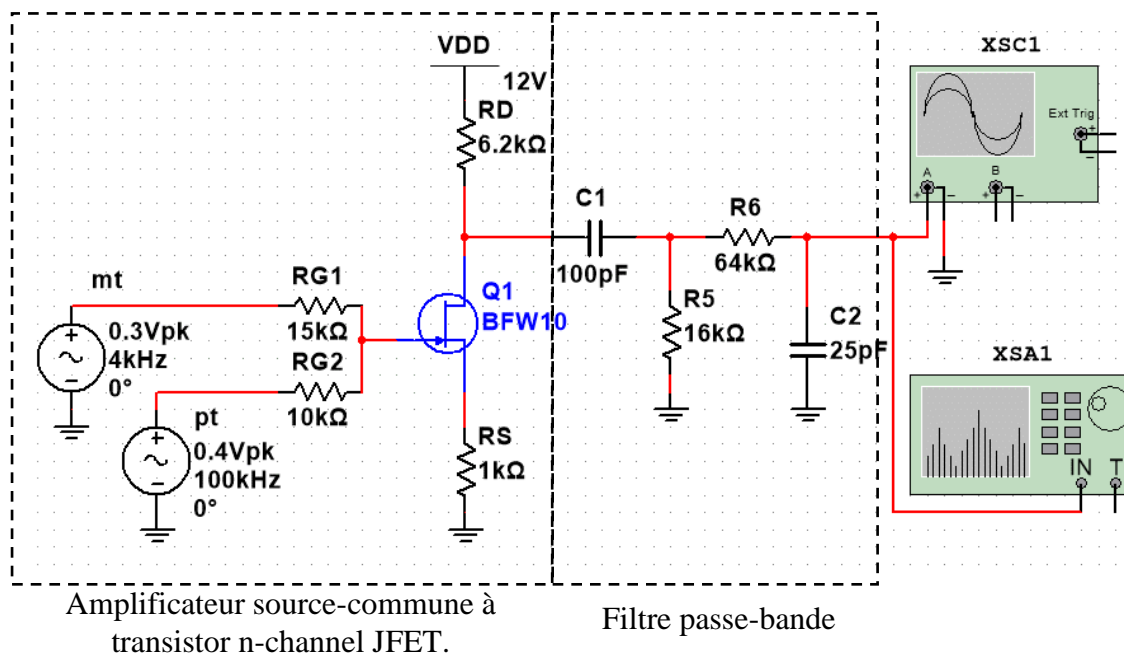 VDD
12V
RD
6.2kΩ
C1
100pF
R6
64kΩ
R5
16kΩ
C2
25pF
XSC1
Ext Trig
+
−
A
B
+
−
+
−
mt
+
0.3Vpk
4kHz
−
0°
RG1
15kΩ
RG2
10kΩ
pt
+
0.4Vpk
100kHz
−
0°
Q1
BFW10
RS
1kΩ
XSA1
IN
T
Amplificateur source-commune à
transistor n-channel JFET.
Filtre passe-bande